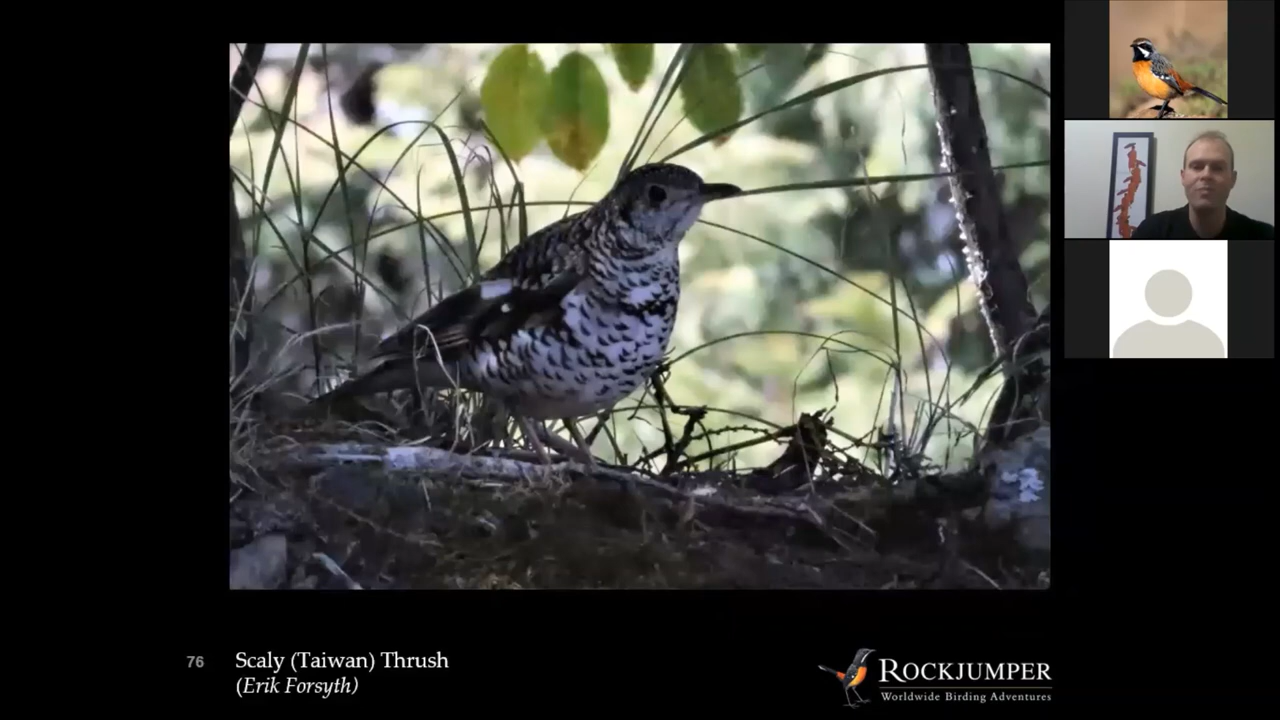 76
Scaly (Taiwan) Thrush
(Erik Forsyth)
ROCKJUMPER
Worldwide Birding Adventures